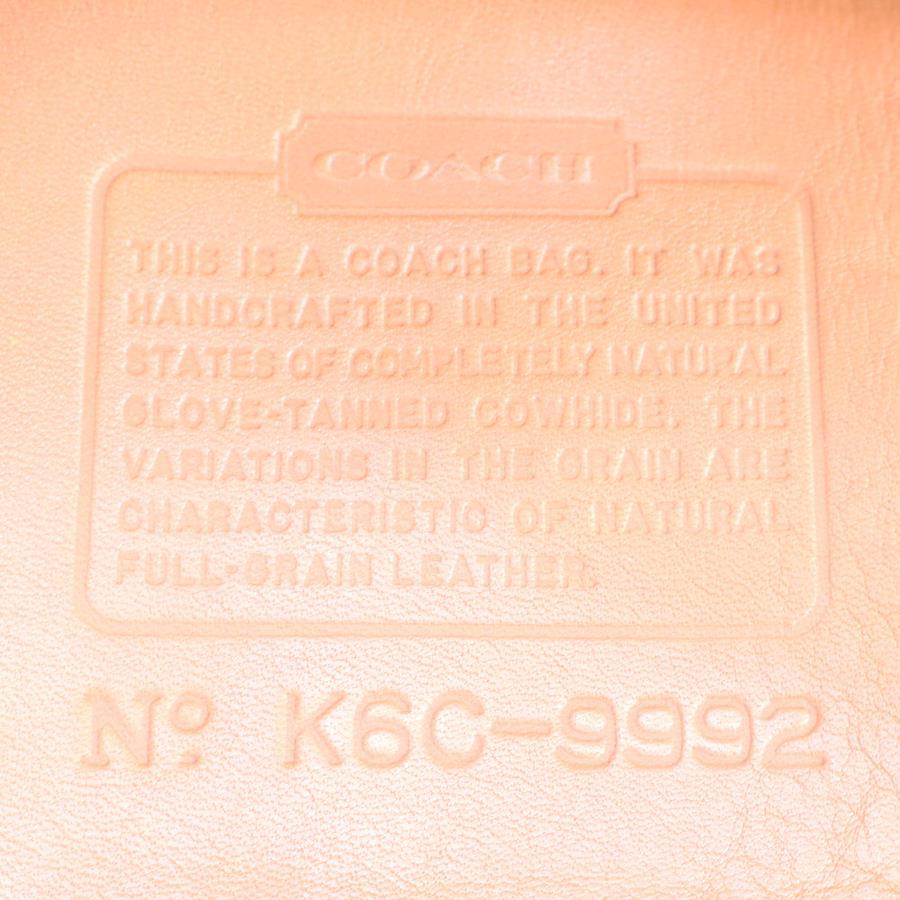 COACH
THIS IS A COACH BAG. IT WAS
HANDCRAFTED IN THE UNITED
STATES OF COMPLETELY NATURAL
GLOVE-TANNED COWHIDE. THE
VARIATIONS IN THE GRAIN ARE
CHARACTERISTIC OF NATURAL
FULL-GRAIN LEATHER.
Nº K6C-9992